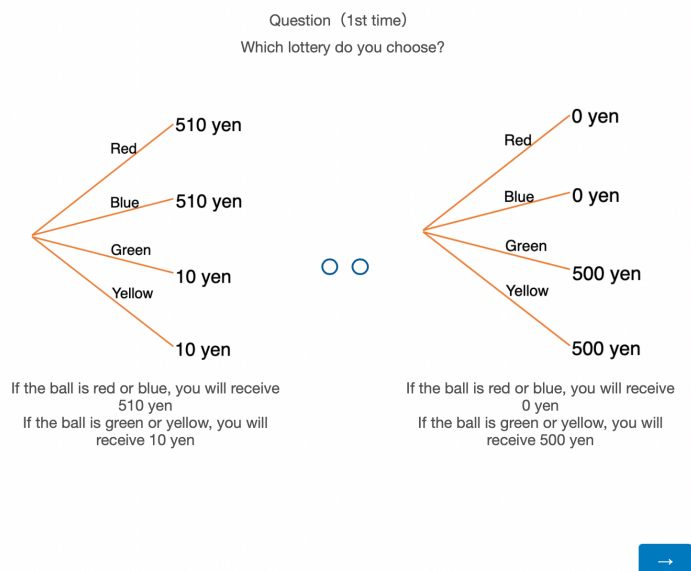 Question（1st time）
Which lottery do you choose?
Red
510 yen
Blue
510 yen
Green
10 yen
Yellow
10 yen
If the ball is red or blue, you will receive
510 yen
If the ball is green or yellow, you will
receive 10 yen
Red
0 yen
Blue
0 yen
Green
500 yen
Yellow
500 yen
If the ball is red or blue, you will receive
0 yen
If the ball is green or yellow, you will
receive 500 yen
→